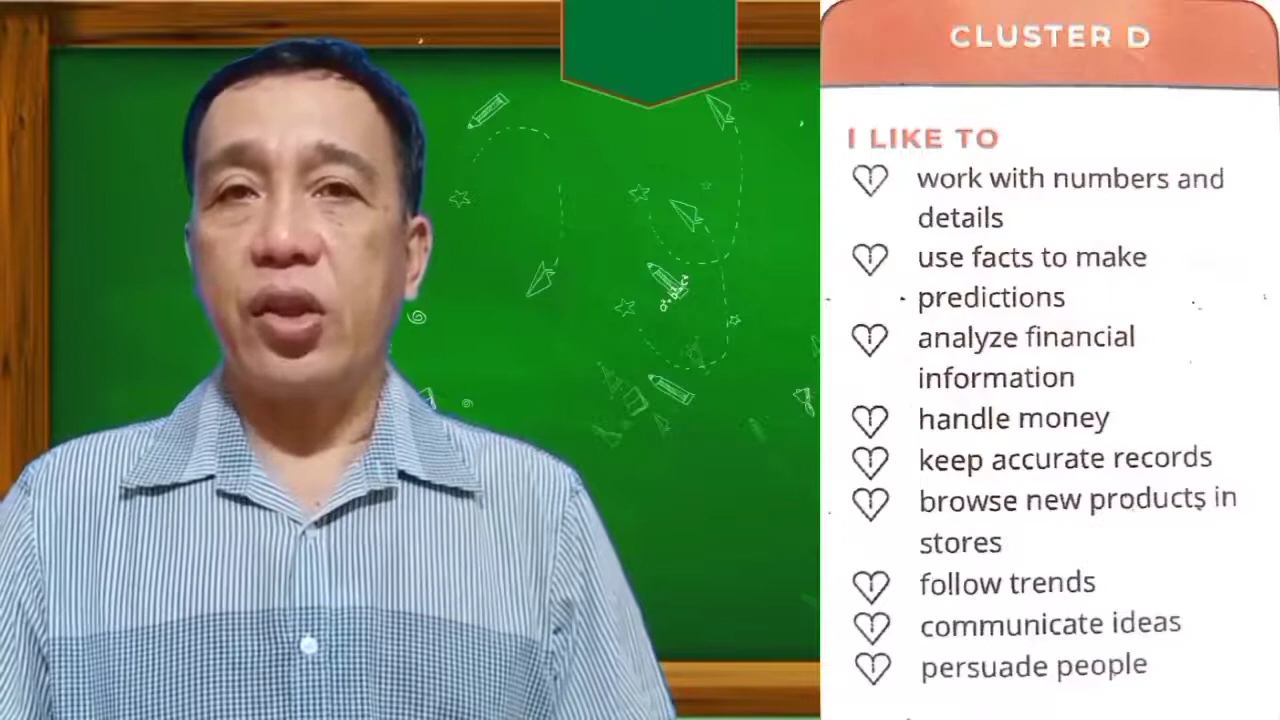 CLUSTER D
I LIKE TO
work with numbers and
details
use facts to make
predictions
analyze financial
information
handle money
keep accurate records
browse new products in
stores
follow trends
communicate ideas
persuade people